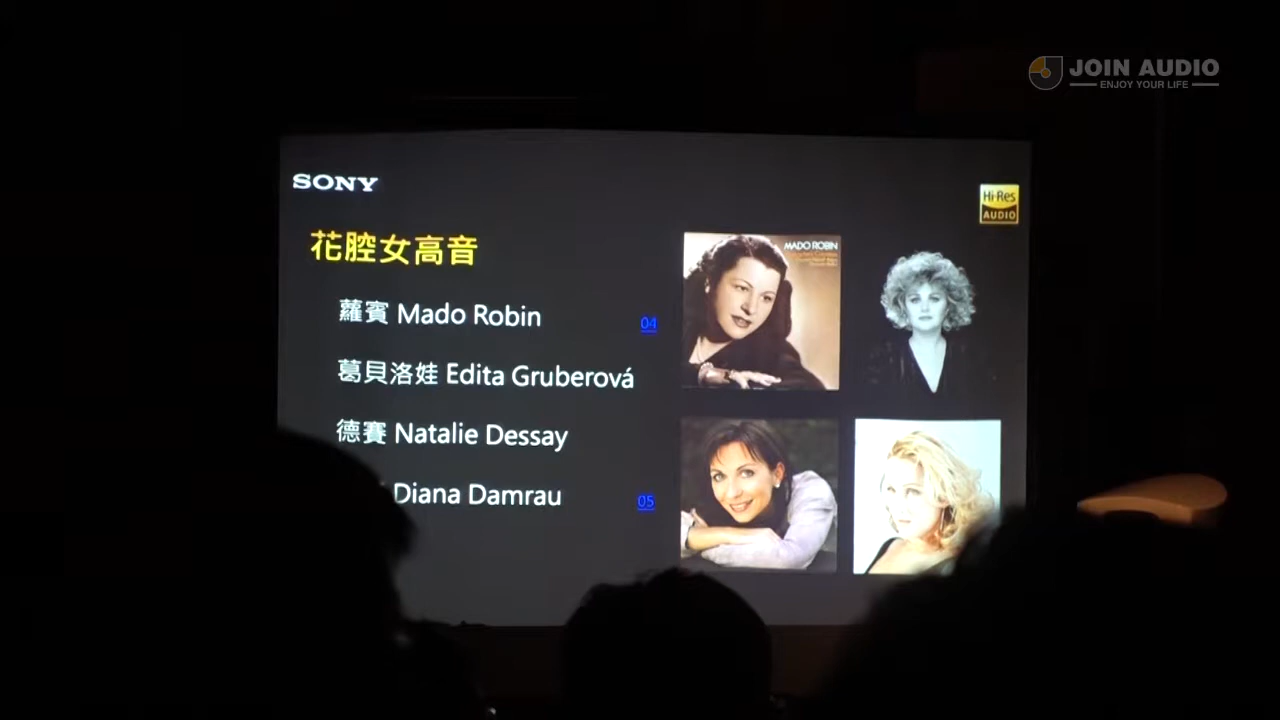 JOIN AUDIO
ENJOY YOUR LIFE
SONY
Hi-Res
AUDIO
花腔女高音
蘿賓 Mado Robin
04
葛貝洛娃 Edita Gruberová
德賽 Natalie Dessay
Diana Damrau
05
MADO ROBIN